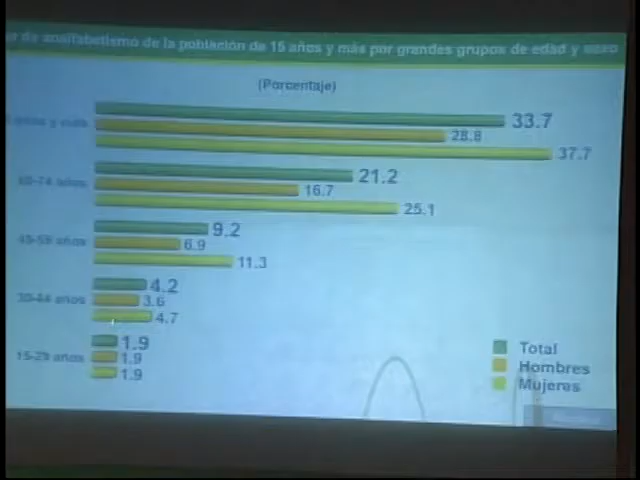 de analfabetismo de la población de 15 años y más por grandes grupos de edad y sexo
(Porcentaje)
años y más
33.7
28.8
37.7
60-74 años
21.2
16.7
25.1
45-59 años
9.2
6.9
11.3
30-44 años
4.2
3.6
4.7
15-29 años
1.9
1.9
1.9
Total
Hombres
Mujeres